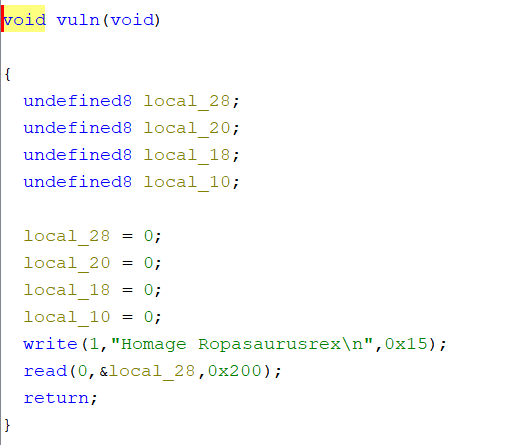 void vuln(void)
{
undefined8 local_28;
undefined8 local_20;
undefined8 local_18;
undefined8 local_10;
local_28 = 0;
local_20 = 0;
local_18 = 0;
local_10 = 0;
write(1,"Homage Ropasaurusrex\n",0x15);
read(0,&local_28,0x200);
return;
}